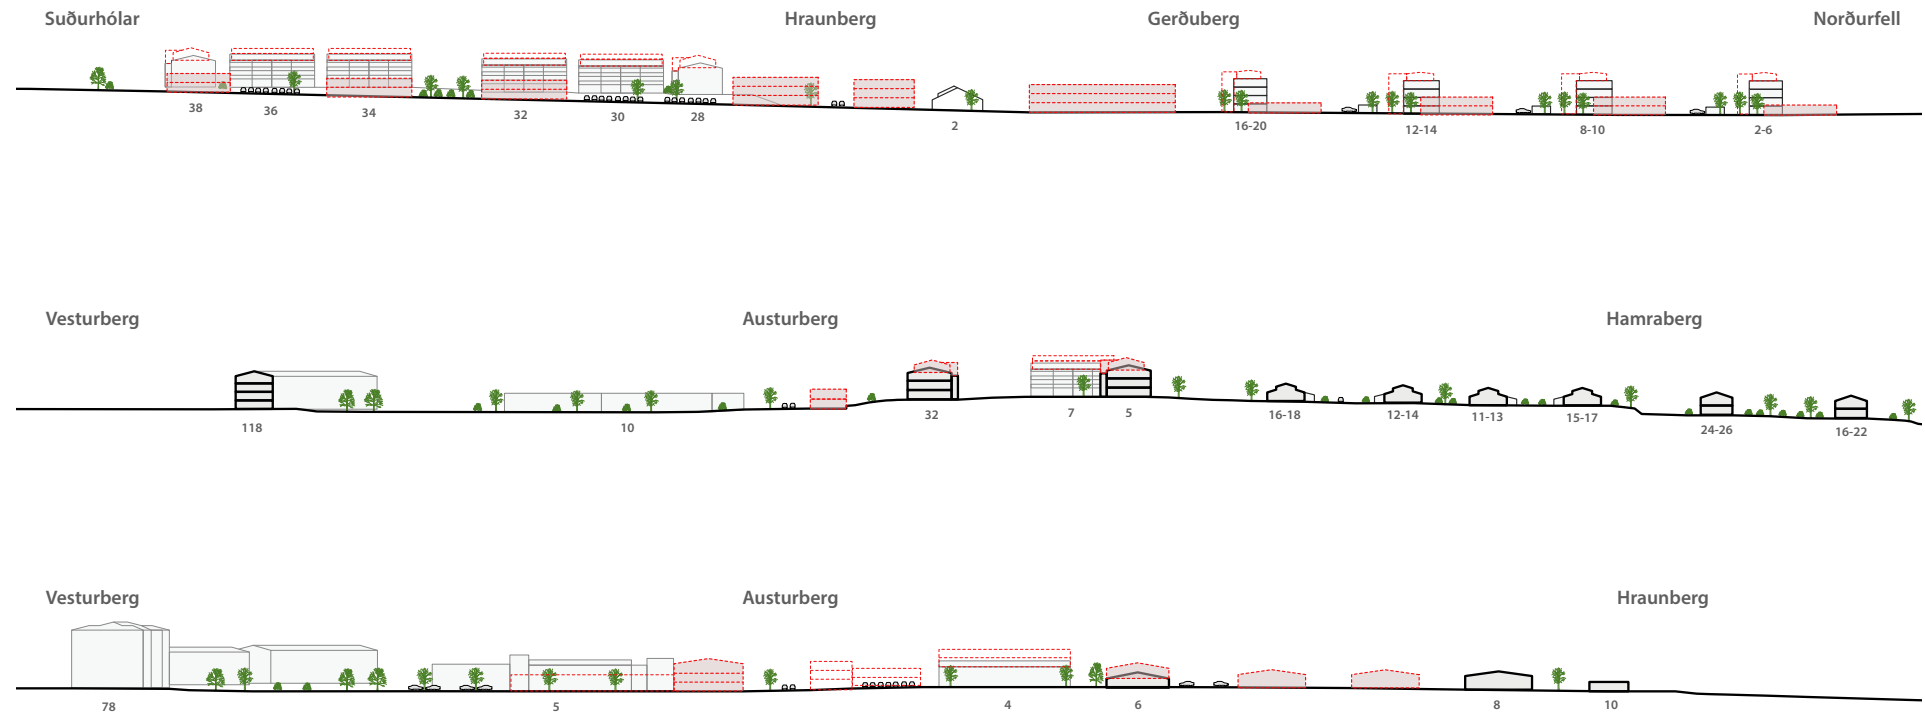 Suðurhólar Hraunberg Gerðuberg Norðurfell
38 36 34 32 30 28 2 16-20 12-14 8-10 2-6
Vesturberg Austurberg Hamraberg
118 10 32 7 5 16-18 12-14 11-13 15-17 24-26 16-22
Vesturberg Austurberg Hraunberg
78 5 4 6 8 10